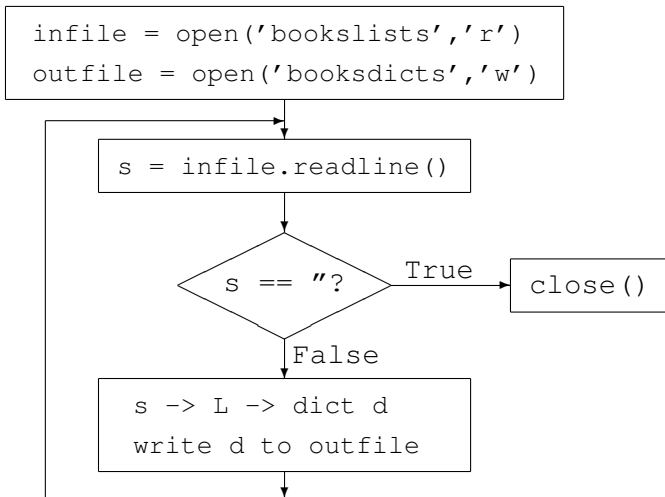 infile = open('bookslists','r')
outfile = open('booksdicts','w')
s = infile.readline()
s == ''?
True
close()
False
s -> L -> dict d
write d to outfile